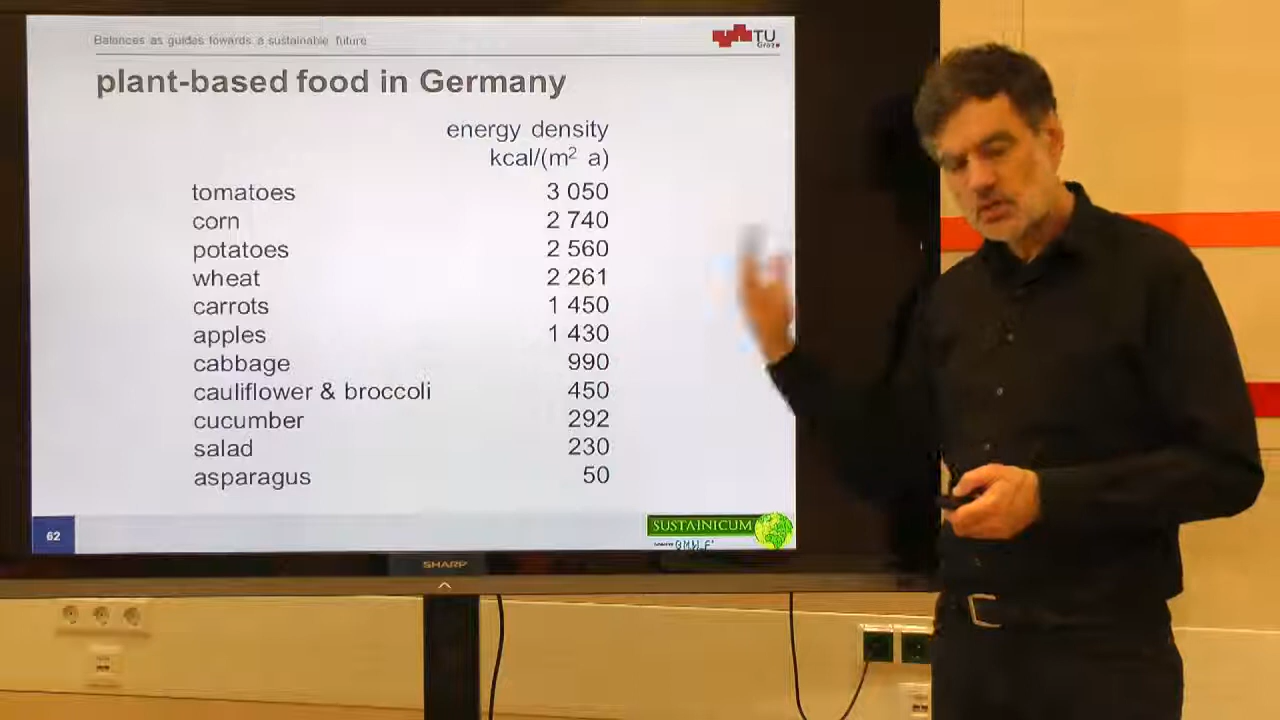 Balances as guides towards a sustainable future
TU
Graz
plant-based food in Germany
energy density
kcal/(m² a)
tomatoes 3 050
corn 2 740
potatoes 2 560
wheat 2 261
carrots 1 450
apples 1 430
cabbage 990
cauliflower & broccoli 450
cucumber 292
salad 230
asparagus 50
62
SUSTAINICUM
SHARP